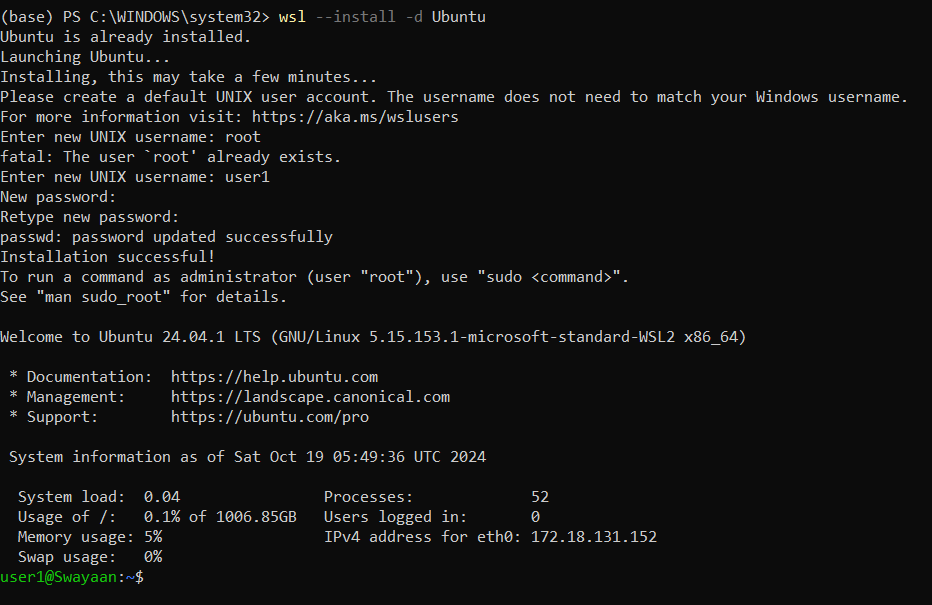 (base) PS C:\WINDOWS\system32> wsl --install -d Ubuntu
Ubuntu is already installed.
Launching Ubuntu...
Installing, this may take a few minutes...
Please create a default UNIX user account. The username does not need to match your Windows username.
For more information visit: https://aka.ms/wslusers
Enter new UNIX username: root
fatal: The user `root' already exists.
Enter new UNIX username: user1
New password:
Retype new password:
passwd: password updated successfully
Installation successful!
To run a command as administrator (user "root"), use "sudo <command>".
See "man sudo_root" for details.

Welcome to Ubuntu 24.04.1 LTS (GNU/Linux 5.15.153.1-microsoft-standard-WSL2 x86_64)

 * Documentation:  https://help.ubuntu.com
 * Management:     https://landscape.canonical.com
 * Support:        https://ubuntu.com/pro

 System information as of Sat Oct 19 05:49:36 UTC 2024

  System load:  0.04                Processes:             52
  Usage of /:   0.1% of 1006.85GB   Users logged in:       0
  Memory usage: 5%                  IPv4 address for eth0: 172.18.131.152
  Swap usage:   0%
user1@Swayaan:~$